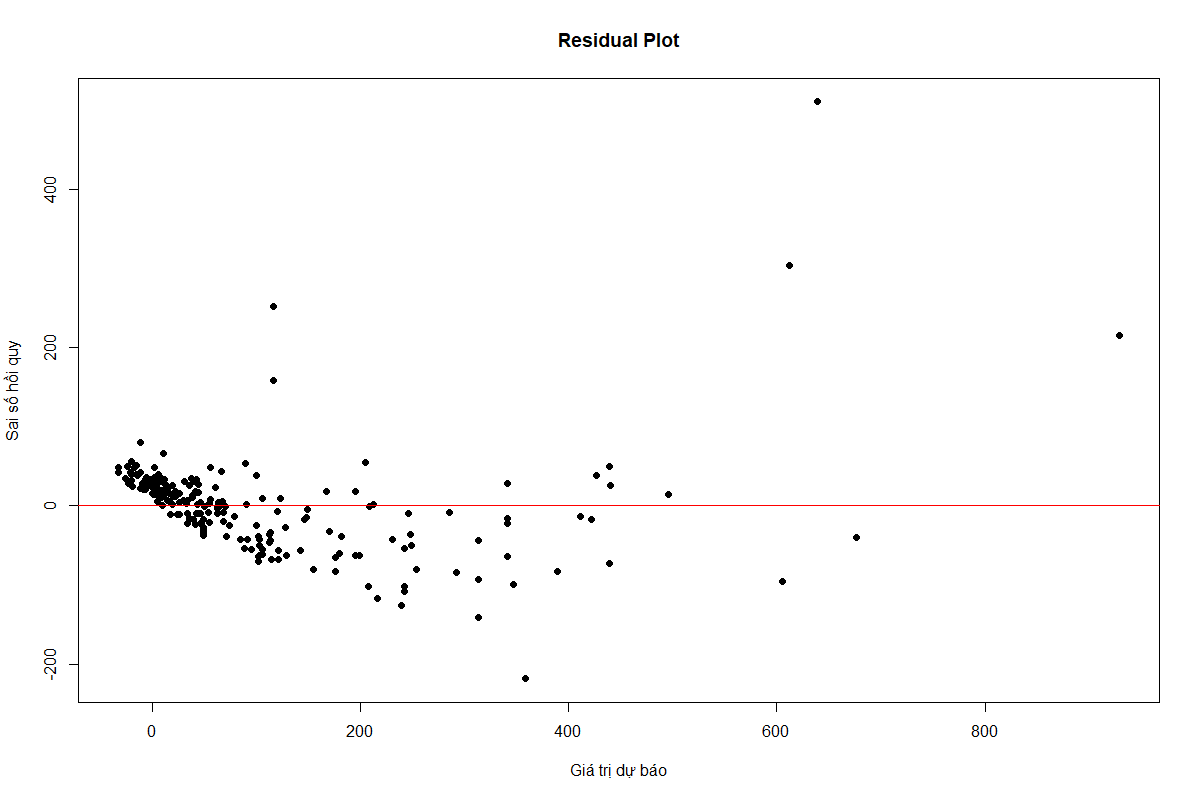 Residual Plot
400
200
0
-200
Sai số hồi quy
0 200 400 600 800
Giá trị dự báo